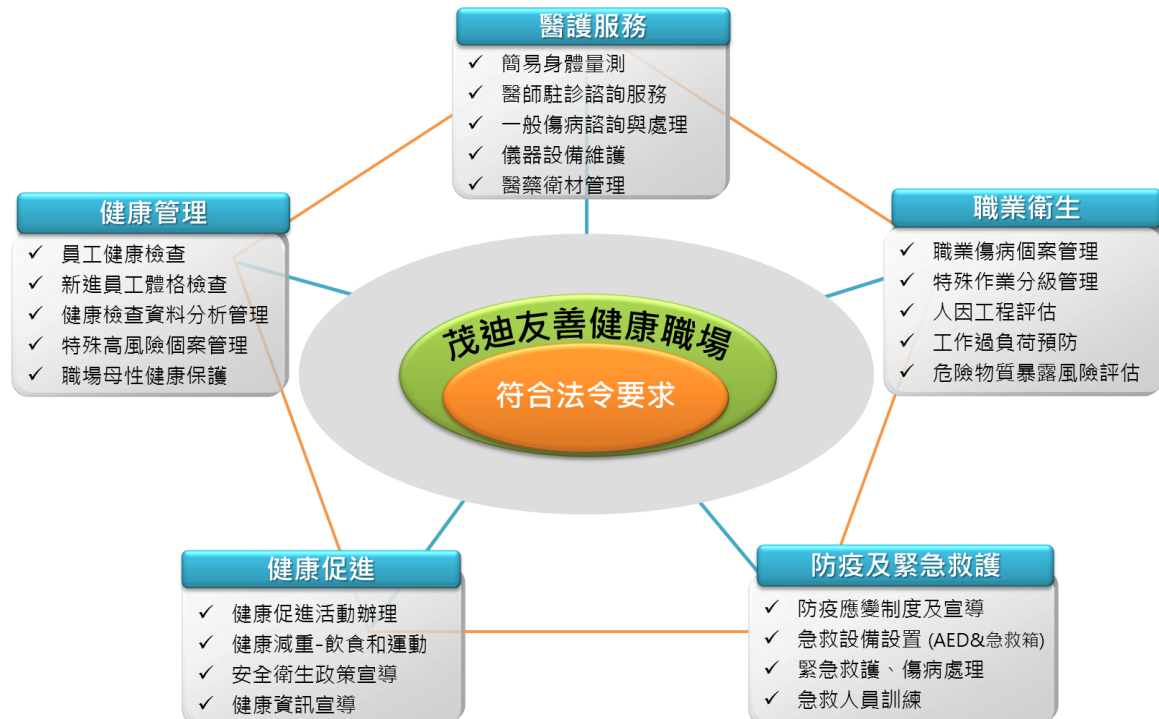 醫護服務
✓ 簡易身體量測
✓ 醫師駐診諮詢服務
✓ 一般傷病諮詢與處理
✓ 儀器設備維護
✓ 醫藥衛材管理
健康管理
✓ 員工健康檢查
✓ 新進員工體格檢查
✓ 健康檢查資料分析管理
✓ 特殊高風險個案管理
✓ 職場母性健康保護
職業衛生
✓ 職業傷病個案管理
✓ 特殊作業分級管理
✓ 人因工程評估
✓ 工作過負荷預防
✓ 危險物質暴露風險評估
茂迪友善健康職場
符合法令要求
健康促進
✓ 健康促進活動辦理
✓ 健康減重-飲食和運動
✓ 安全衛生政策宣導
✓ 健康資訊宣導
防疫及緊急救護
✓ 防疫應變制度及宣導
✓ 急救設備設置 (AED&急救箱)
✓ 緊急救護、傷病處理
✓ 急救人員訓練